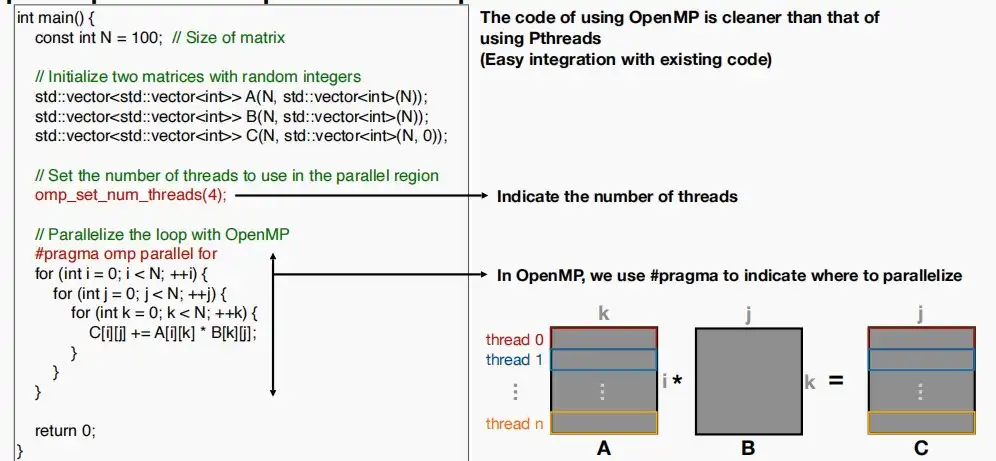 int main() {
const int N = 100;  // Size of matrix
// Initialize two matrices with random integers
std::vector<std::vector<int>> A(N, std::vector<int>(N));
std::vector<std::vector<int>> B(N, std::vector<int>(N));
std::vector<std::vector<int>> C(N, std::vector<int>(N, 0));
// Set the number of threads to use in the parallel region
omp_set_num_threads(4);
// Parallelize the loop with OpenMP
#pragma omp parallel for
for (int i = 0; i < N; ++i) {
for (int j = 0; j < N; ++j) {
for (int k = 0; k < N; ++k) {
C[i][j] += A[i][k] * B[k][j];
}
}
}
return 0;
}
The code of using OpenMP is cleaner than that of
using Pthreads
(Easy integration with existing code)
Indicate the number of threads
In OpenMP, we use #pragma to indicate where to parallelize
k
j
j
thread 0
thread 1
⋮ ⋮ i * k = ⋮
thread n
A B C